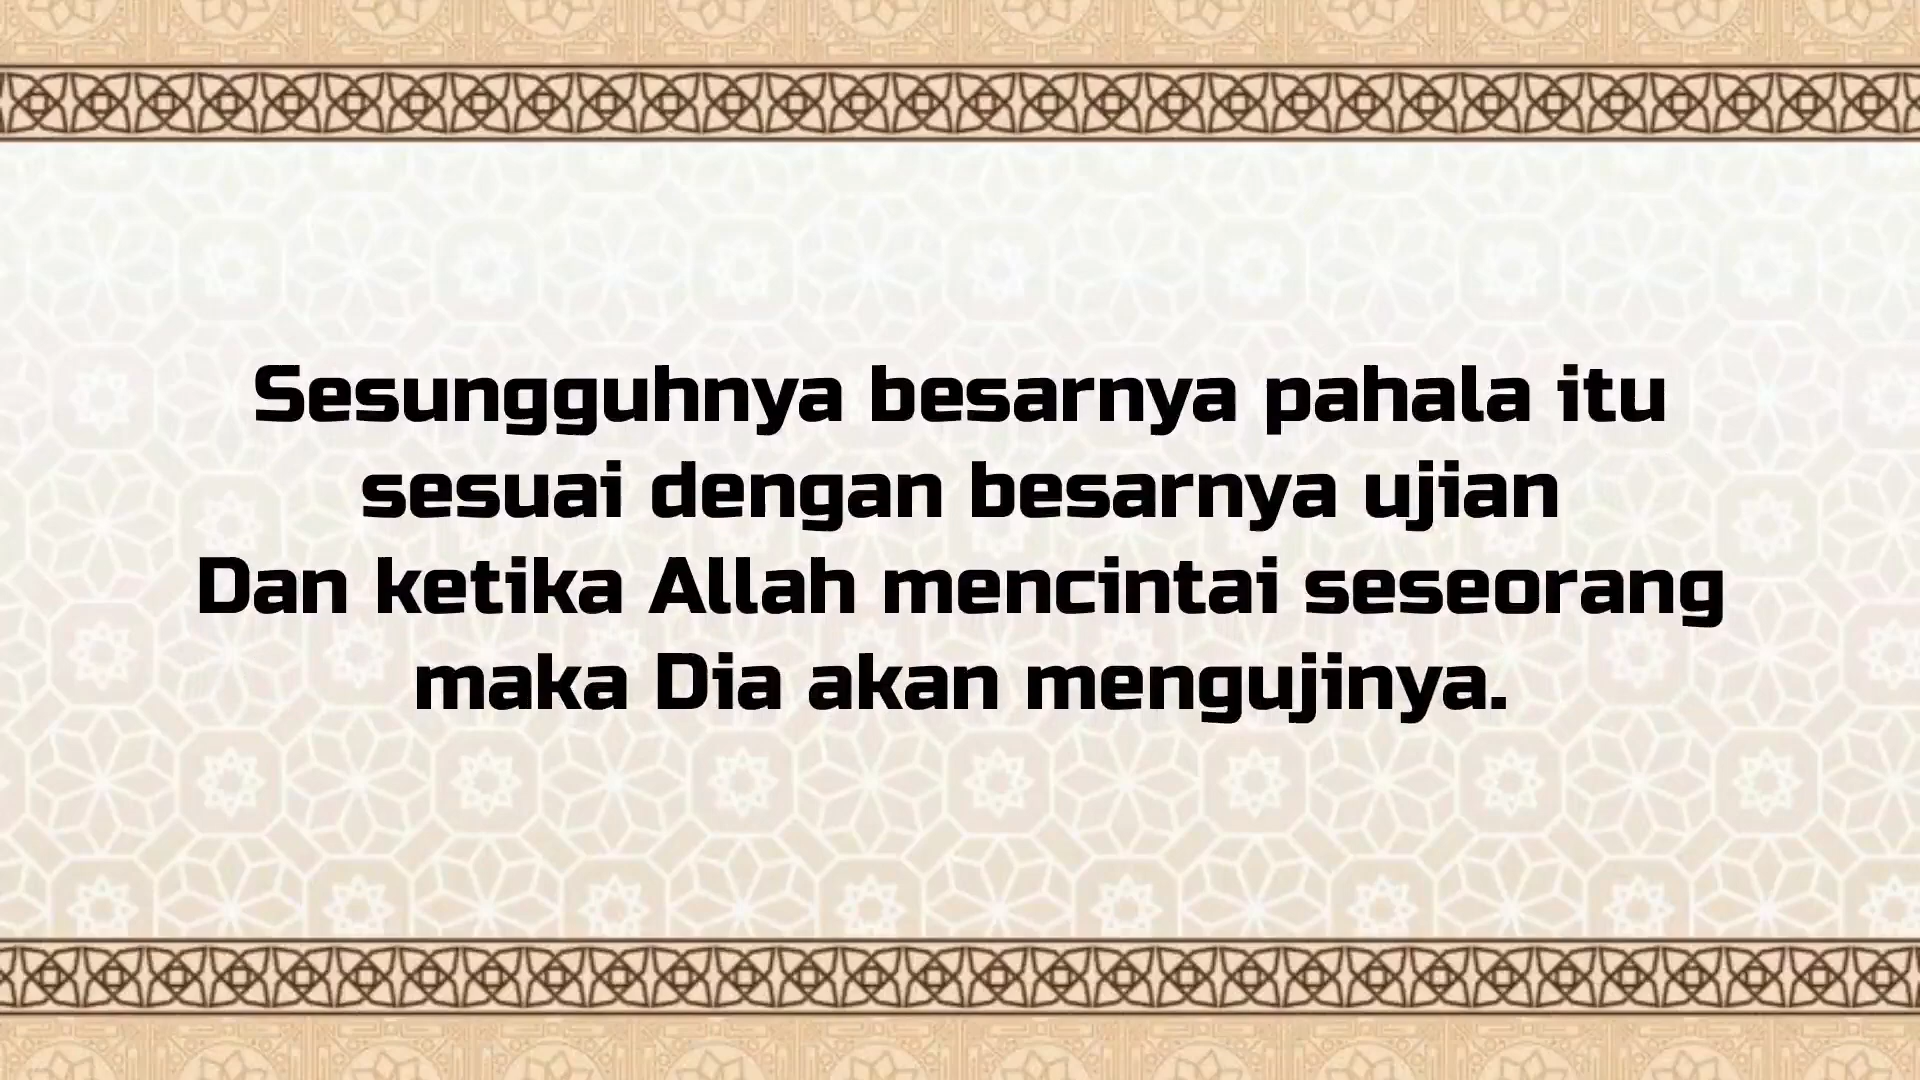 Sesungguhnya besarnya pahala itu
sesuai dengan besarnya ujian
Dan ketika Allah mencintai seseorang
maka Dia akan mengujinya.